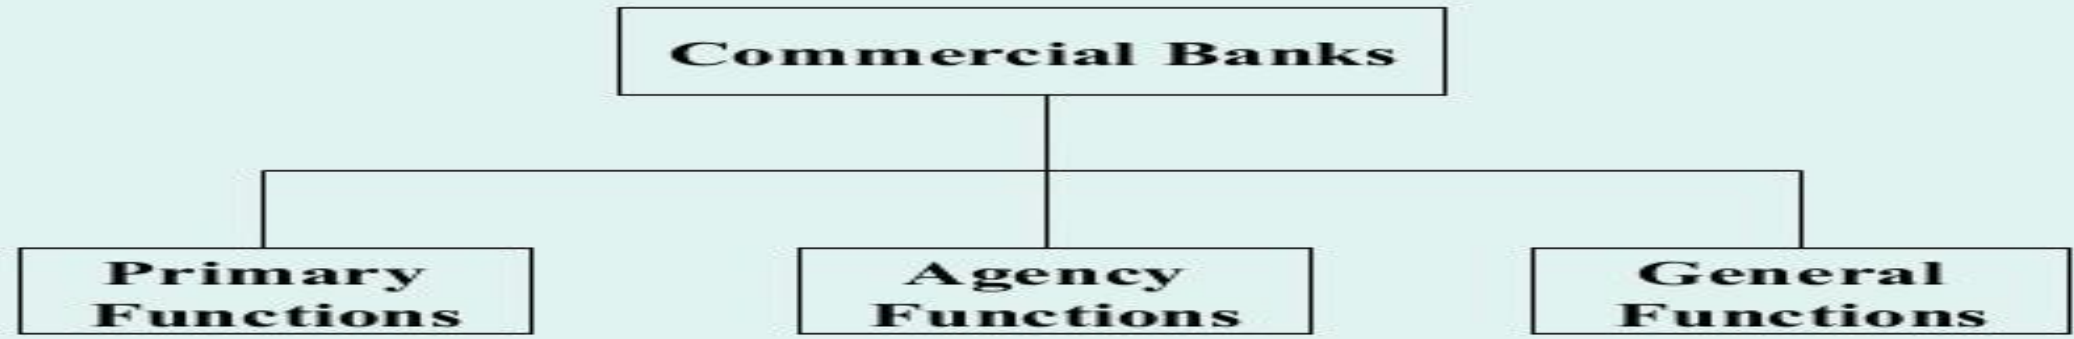 Commercial Banks
Primary
Functions
Agency
Functions
General
Functions